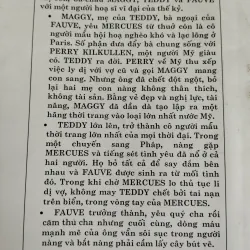 với một người hoạ sĩ vĩ đại của thế kỷ.
• MAGGY, mẹ của TEDDY, bà ngoại của
FAUVE, yêu MERCUES từ thuở còn là cô
người mẫu hội hoạ nghèo khó và lạc lõng ở
Paris. Số phận đưa đẩy bà chung sống với
PERRY KILKULLEN, một người Mỹ giàu
có. TEDDY ra đời. PERRY về Mỹ thu xếp
việc ly dị với vợ cũ và gọi MAGGY mang
con sang. Nhưng ông đã chết đột ngột, bỏ
lại hai mẹ con nàng không thân thích,
không tài sản. Bằng vẻ đẹp và nghị lực, tài
năng, MAGGY đã dần dà tạo lập ra một
hãng thời trang vào loại lớn nhất nước Mỹ.
• TEDDY lớn lên, trở thành cô người mẫu
thời trang lớn nhất của mọi thời đại. Trong
một chuyến sang Pháp, nàng gặp
MERCUES và tiếng sét tình yêu đã nổ ở cả
hai người. Họ bỏ tất cả để say đắm bên
nhau và FAUVE được sinh ra từ mối tình
đó. Trong khi chờ MERCUES lo thủ tục li
dị vợ, không may TEDDY chết bởi tai nạn
trên biển, trong vòng tay của MERCUES.
• FAUVE trưởng thành, yêu quý cha rồi
căm thù nhưng cuối cùng, dòng máu
mạnh mẽ của ông vẫn sôi sục trong người
nàng và bắt nàng phải cầm lấy cây bút vẽ.